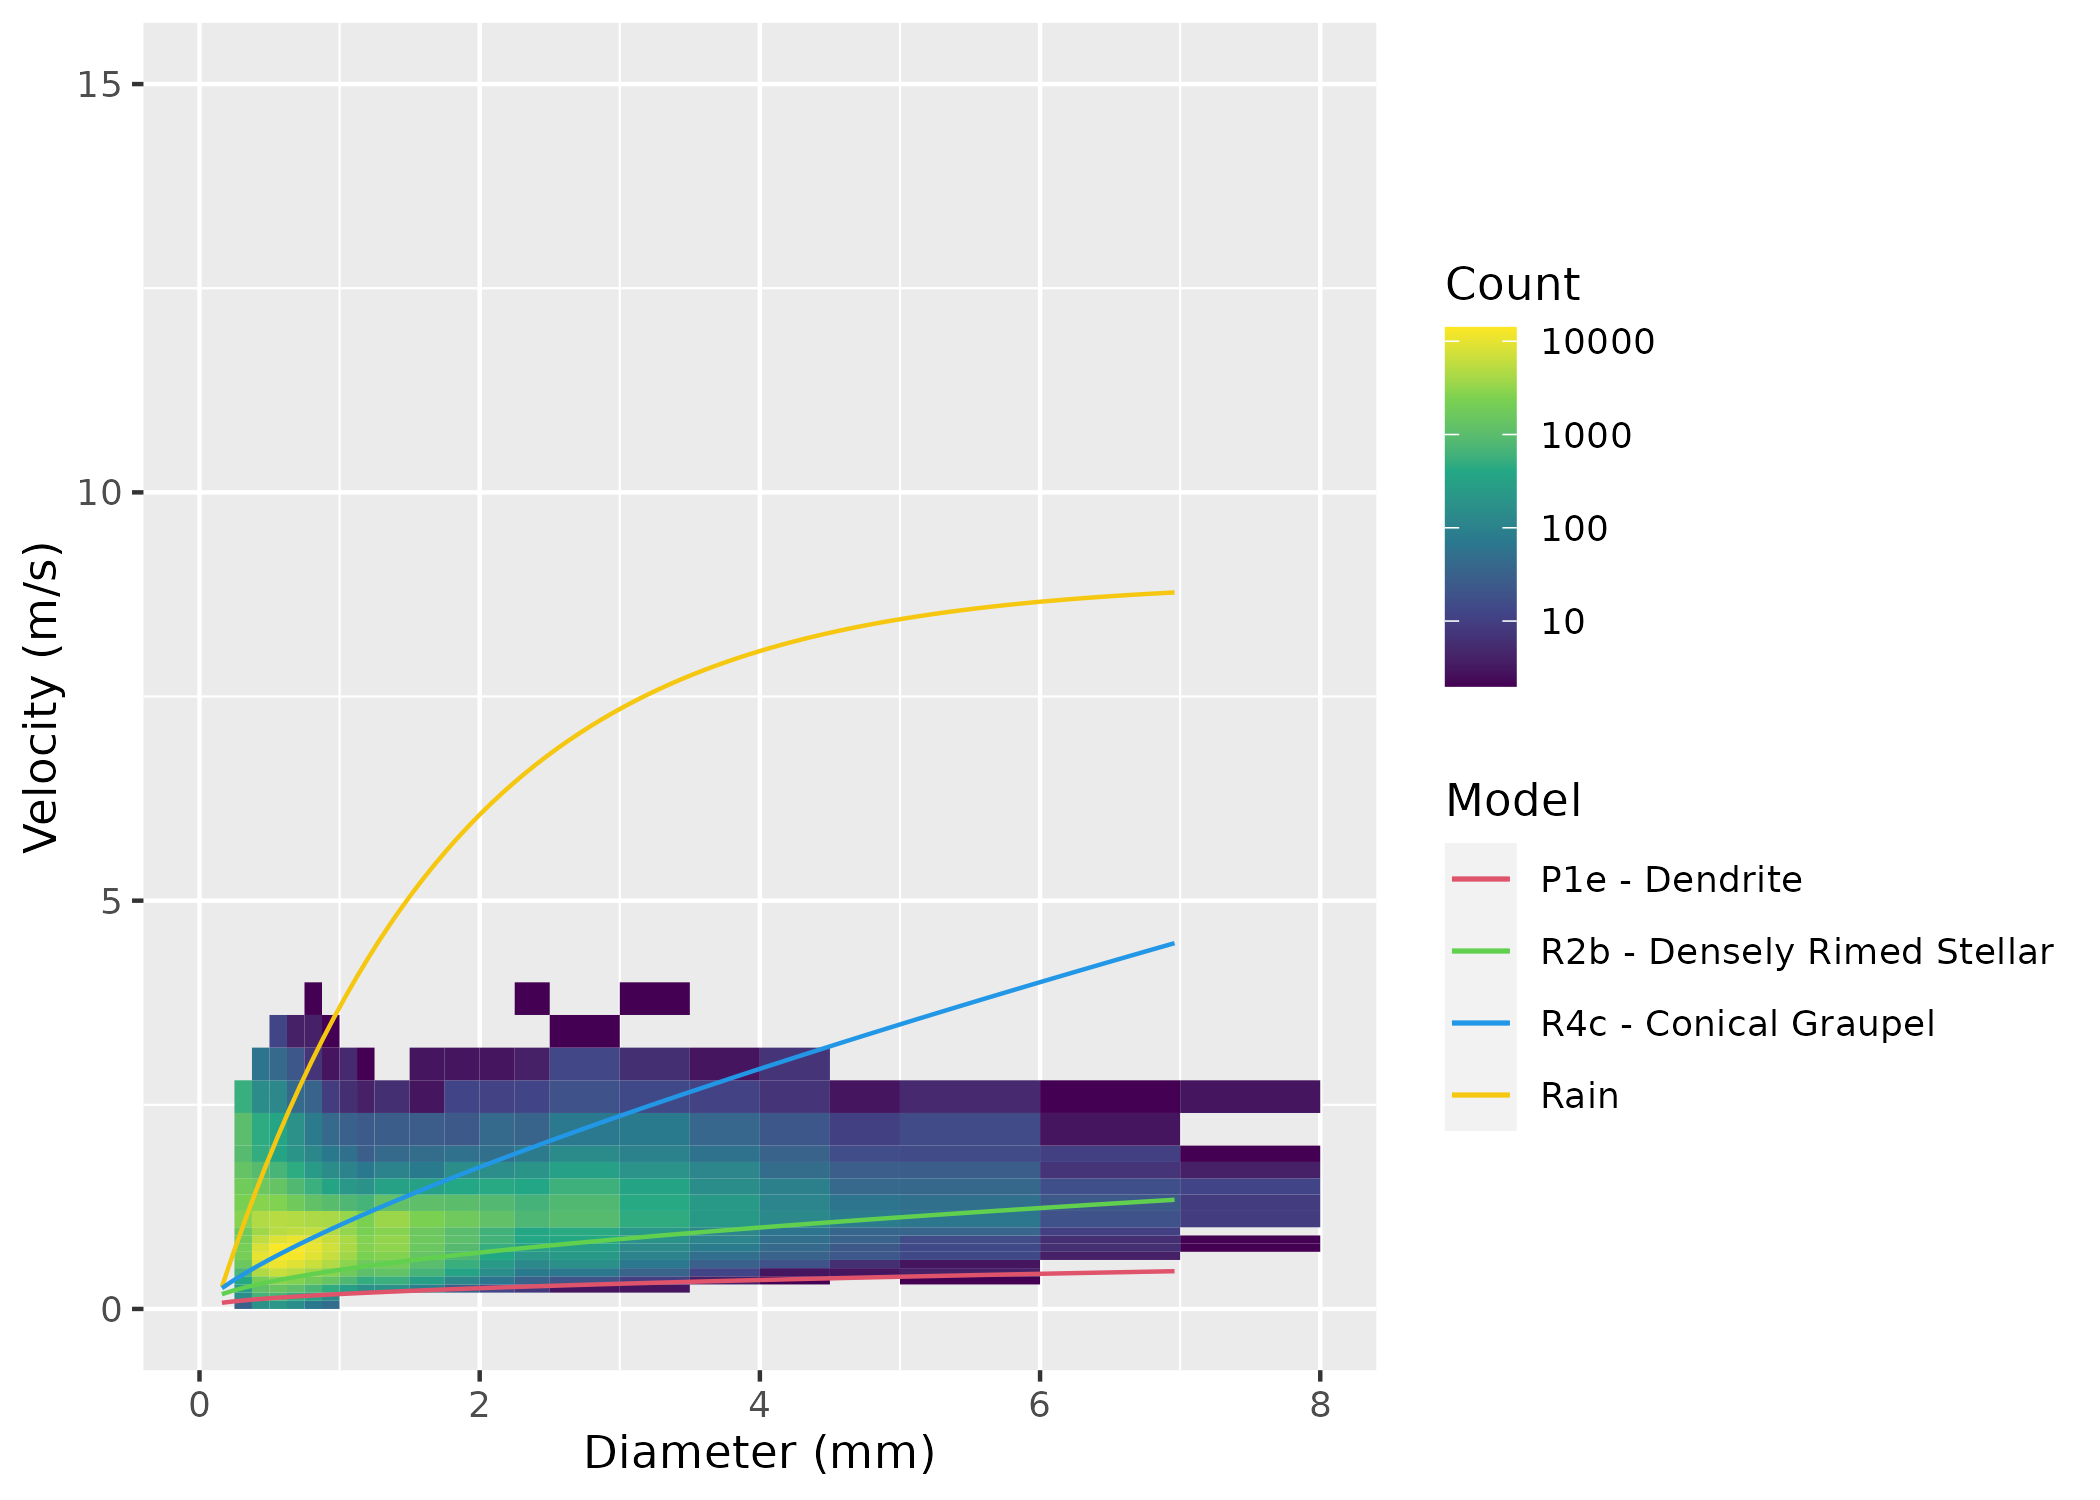 15
10
5
0
Velocity (m/s)
0 2 4 6 8
Diameter (mm)
Count
10000
1000
100
10
Model
P1e - Dendrite
R2b - Densely Rimed Stellar
R4c - Conical Graupel
Rain